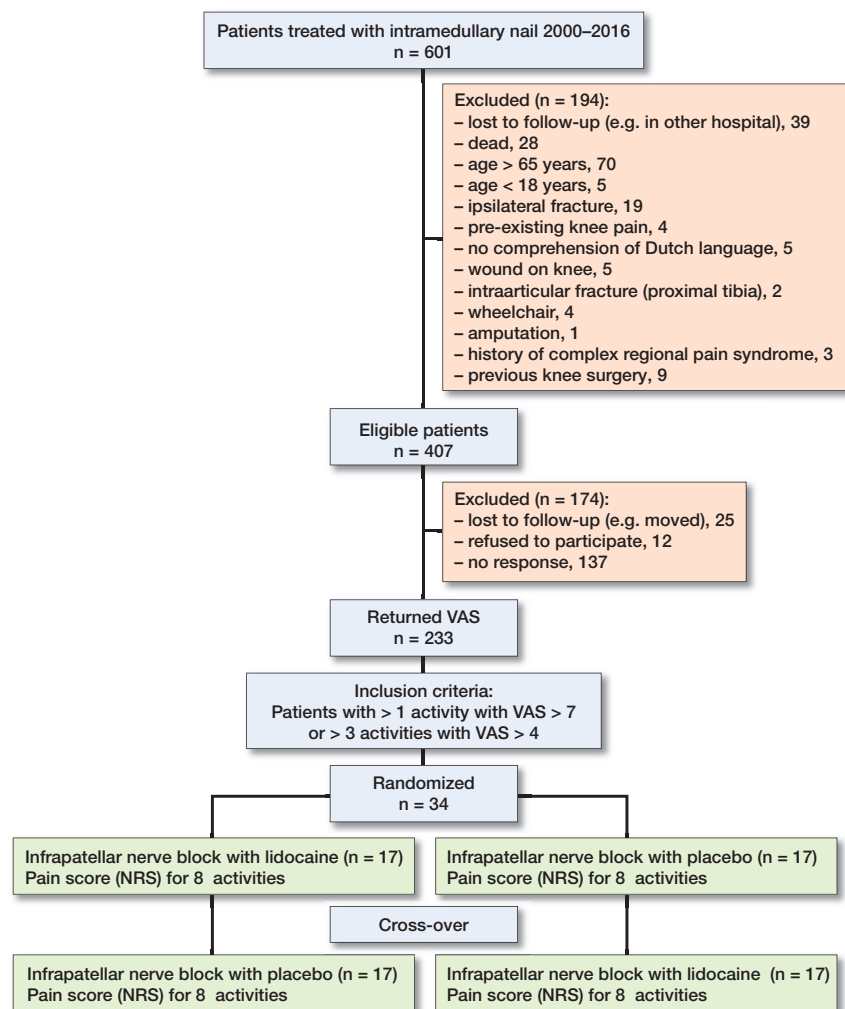 Patients treated with intramedullary nail 2000–2016
n = 601
Excluded (n = 194):
– lost to follow-up (e.g. in other hospital), 39
– dead, 28
– age > 65 years, 70
– age < 18 years, 5
– ipsilateral fracture, 19
– pre-existing knee pain, 4
– no comprehension of Dutch language, 5
– wound on knee, 5
– intraarticular fracture (proximal tibia), 2
– wheelchair, 4
– amputation, 1
– history of complex regional pain syndrome, 3
– previous knee surgery, 9
Eligible patients
n = 407
Excluded (n = 174):
– lost to follow-up (e.g. moved), 25
– refused to participate, 12
– no response, 137
Returned VAS
n = 233
Inclusion criteria:
Patients with > 1 activity with VAS > 7
or > 3 activities with VAS > 4
Randomized
n = 34
Infrapatellar nerve block with lidocaine (n = 17)
Pain score (NRS) for 8 activities
Infrapatellar nerve block with placebo (n = 17)
Pain score (NRS) for 8 activities
Cross-over
Infrapatellar nerve block with placebo (n = 17)
Pain score (NRS) for 8 activities
Infrapatellar nerve block with lidocaine (n = 17)
Pain score (NRS) for 8 activities